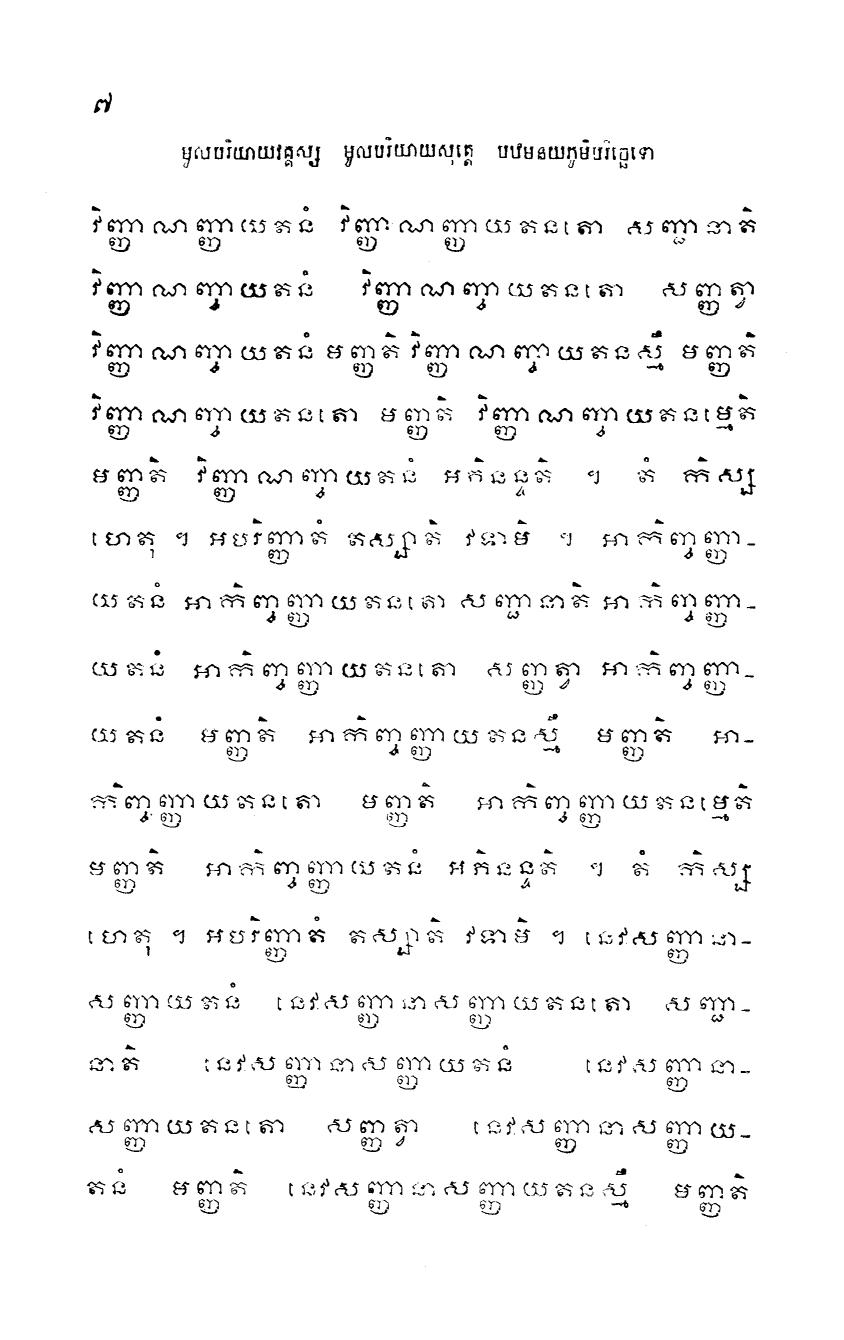 ៧
មូលបរិយាយវគ្គស្ស មូលបរិយាយសុត្តេ បឋមនយភូមិបរិច្ឆេទោ
វិញ្ញាណញ្ញាយតនំ វិញ្ញាណញ្ញាយតនតោ សញ្ជានាតិ
វិញ្ញាណញ្ចាយតនំ វិញ្ញាណញ្ចាយតនតោ សញ្ញត្វា
វិញ្ញាណញ្ចាយតនំ មញ្ញតិ វិញ្ញាណញ្ចាយតនស្មឹ មញ្ញតិ
វិញ្ញាណញ្ចាយតនតោ មញ្ញតិ វិញ្ញាណញ្ចាយតនម្មេតិ
មញ្ញតិ វិញ្ញាណញ្ចាយតនំ អភិនន្ទតិ ។ តំ កិស្ស
ហេតុ ។ អបរិញ្ញាតំ តស្សាតិ វទាមិ ។ អាកិញ្ចញ្ញា-
យតនំ អាកិញ្ចញ្ញាយតនតោ សញ្ជានាតិ អាកិញ្ចញ្ញា-
យតនំ អាកិញ្ចញ្ញាយតនតោ សញ្ញត្វា អាកិញ្ចញ្ញា-
យតនំ មញ្ញតិ អាកិញ្ចញ្ញាយតនស្មឹ មញ្ញតិ អា-
កិញ្ចញ្ញាយតនតោ មញ្ញតិ អាកិញ្ចញ្ញាយតនម្មេតិ
មញ្ញតិ អាកិញ្ចញ្ញាយតនំ អភិនន្ទតិ ។ តំ កិស្ស
ហេតុ ។ អបរិញ្ញាតំ តស្សាតិ វទាមិ ។ នេវសញ្ញានា-
សញ្ញាយតនំ នេវសញ្ញានាសញ្ញាយតនតោ សញ្ជា-
នាតិ នេវសញ្ញានាសញ្ញាយតនំ នេវសញ្ញានា-
សញ្ញាយតនតោ សញ្ញត្វា នេវសញ្ញានាសញ្ញាយ-
តនំ មញ្ញតិ នេវសញ្ញានាសញ្ញាយតនស្មឹ មញ្ញតិ